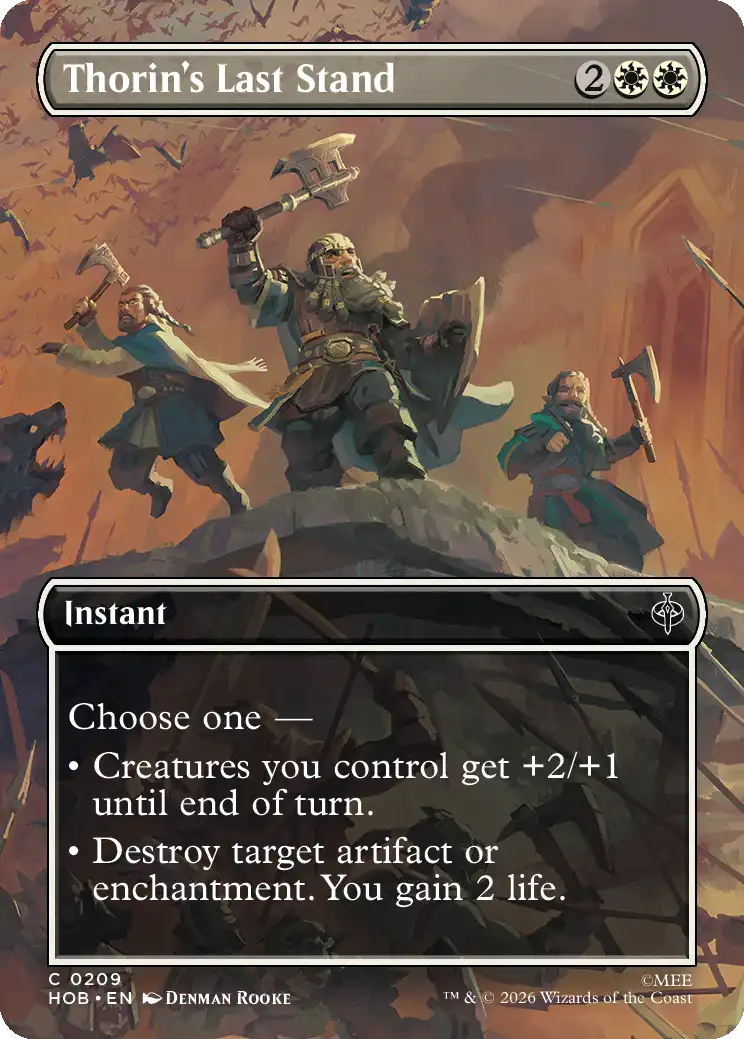 Thorin's Last Stand 2
Instant
Choose one —
• Creatures you control get +2/+1
until end of turn.
• Destroy target artifact or
enchantment. You gain 2 life.
C 0209 ©MEE
HOB • EN DENMAN ROOKE ™ & © 2026 Wizards of the Coast